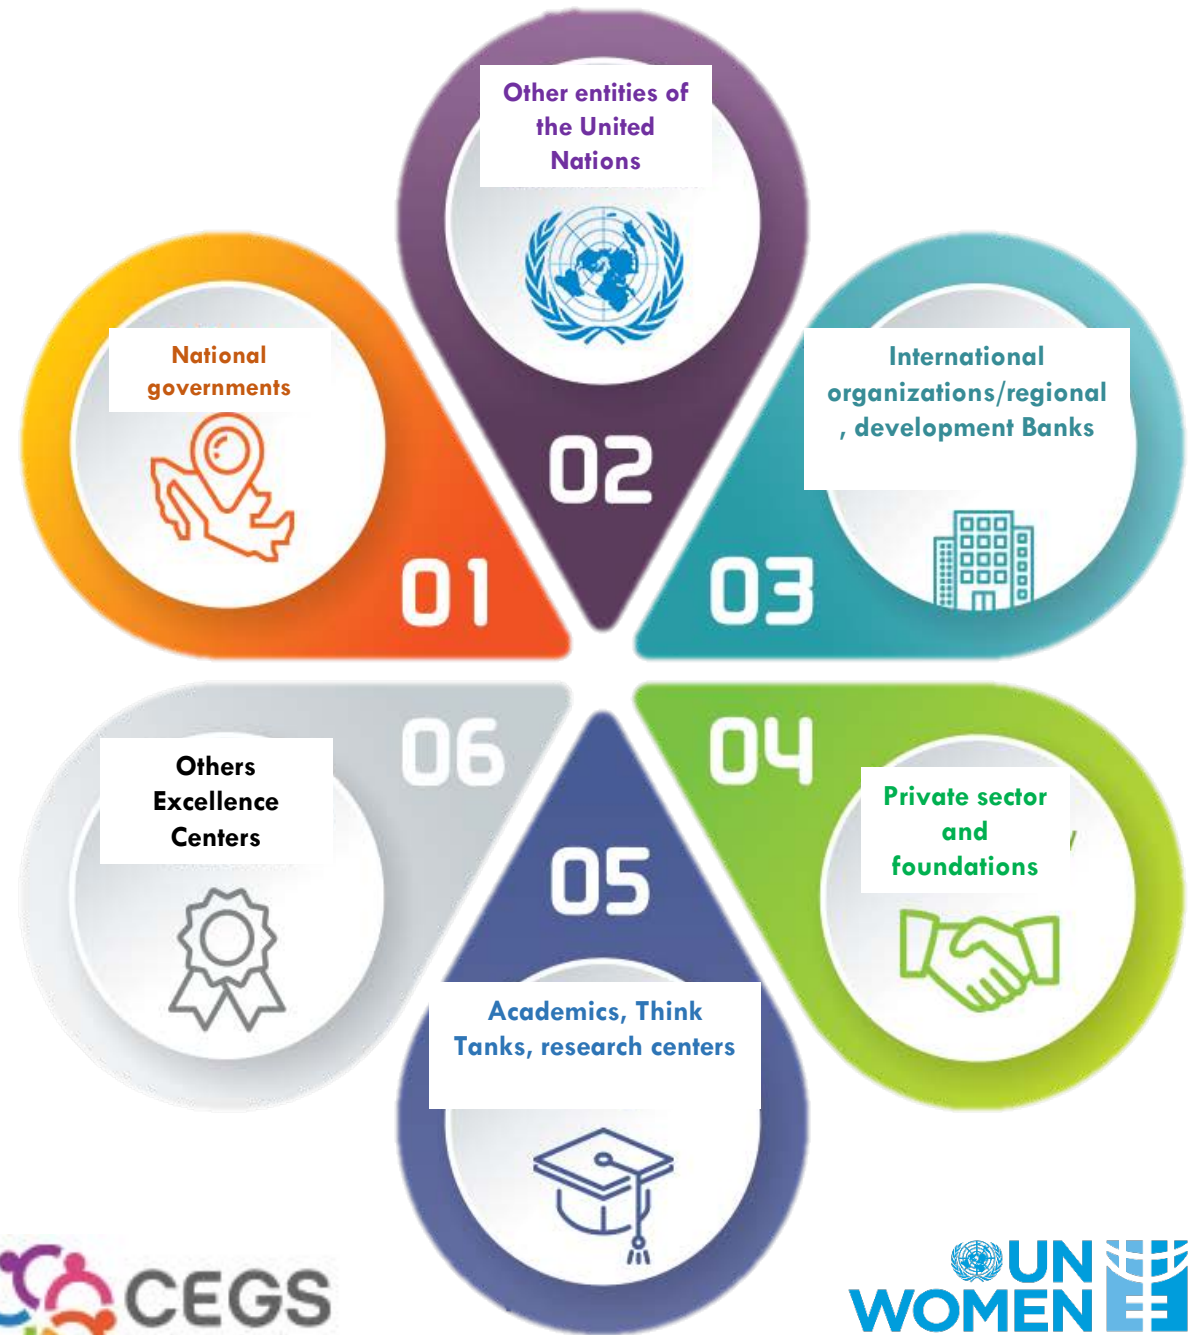 Other entities of
the United
Nations
02
National
governments
01
International
organizations/regional
, development Banks
03
Others
Excellence
Centers
06
Private sector
and
foundations
04
05
Academics, Think
Tanks, research centers
CEGS
UN
WOMEN